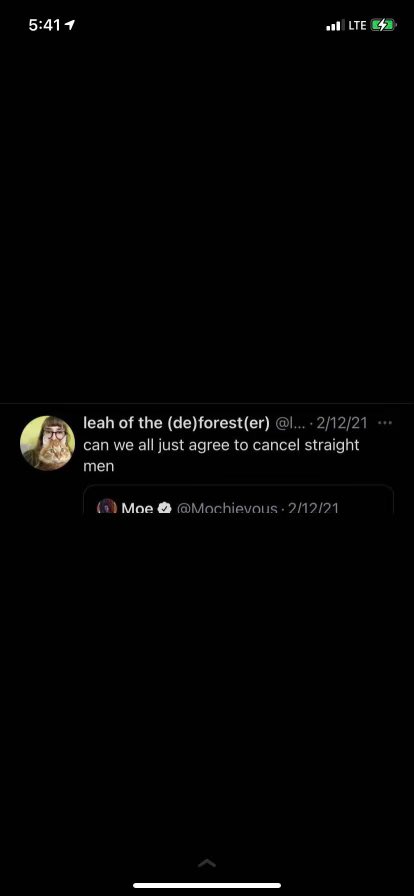 5:41
LTE
leah of the (de)forest(er) @l... · 2/12/21
can we all just agree to cancel straight
men
Moe @Mochievous · 2/12/21